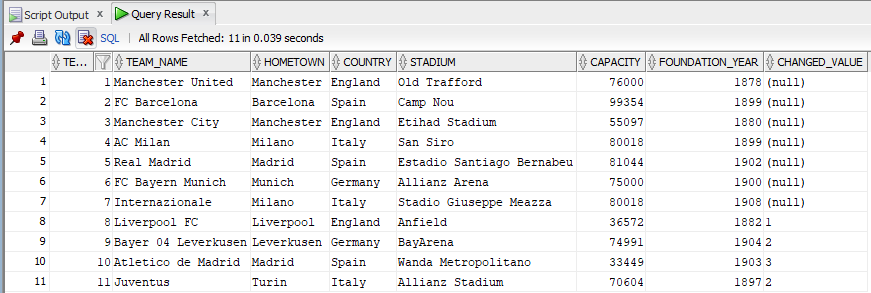 Script Output x Query Result x
SQL | All Rows Fetched: 11 in 0.039 seconds
TE... TEAM_NAME HOMETOWN COUNTRY STADIUM CAPACITY FOUNDATION_YEAR CHANGED_VALUE
1 1 Manchester United Manchester England Old Trafford 76000 1878 (null)
2 2 FC Barcelona Barcelona Spain Camp Nou 99354 1899 (null)
3 3 Manchester City Manchester England Etihad Stadium 55097 1880 (null)
4 4 AC Milan Milano Italy San Siro 80018 1899 (null)
5 5 Real Madrid Madrid Spain Estadio Santiago Bernabeu 81044 1902 (null)
6 6 FC Bayern Munich Munich Germany Allianz Arena 75000 1900 (null)
7 7 Internazionale Milano Italy Stadio Giuseppe Meazza 80018 1908 (null)
8 8 Liverpool FC Liverpool England Anfield 36572 1882 1
9 9 Bayer 04 Leverkusen Leverkusen Germany BayArena 74991 1904 2
10 10 Atletico de Madrid Madrid Spain Wanda Metropolitano 33449 1903 3
11 11 Juventus Turin Italy Allianz Stadium 70604 1897 2